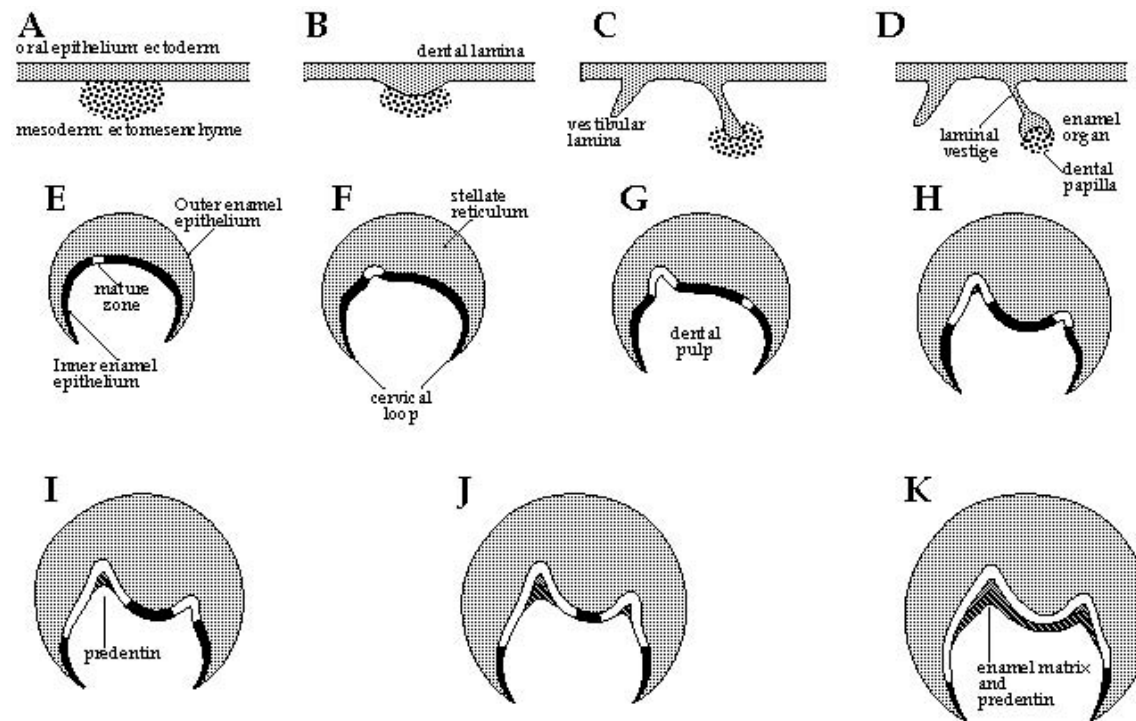 A
oral epithelium: ectoderm
mesoderm: ectomesenchyme
B
dental lamina
C
vestibular
lamina
D
laminal
vestige
enamel
organ
dental
papilla
E
Outer enamel
epithelium
mature
zone
Inner enamel
epithelium
F
stellate
reticulum
cervical
loop
G
dental
pulp
H
I
predentin
J
K
enamel matrix
and
predentin